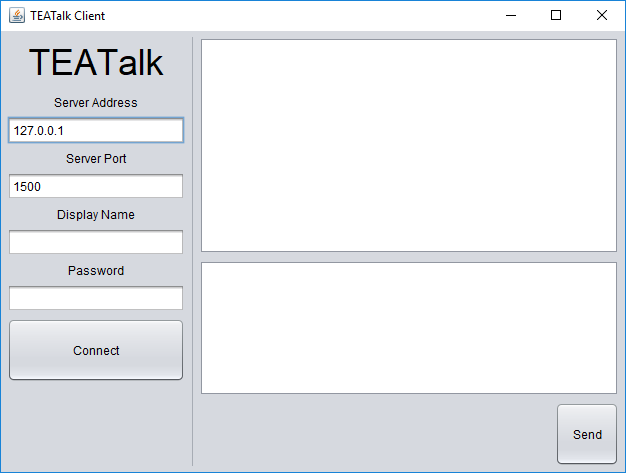 TEATalk Client
TEATalk
Server Address
127.0.0.1
Server Port
1500
Display Name
Password
Connect
Send